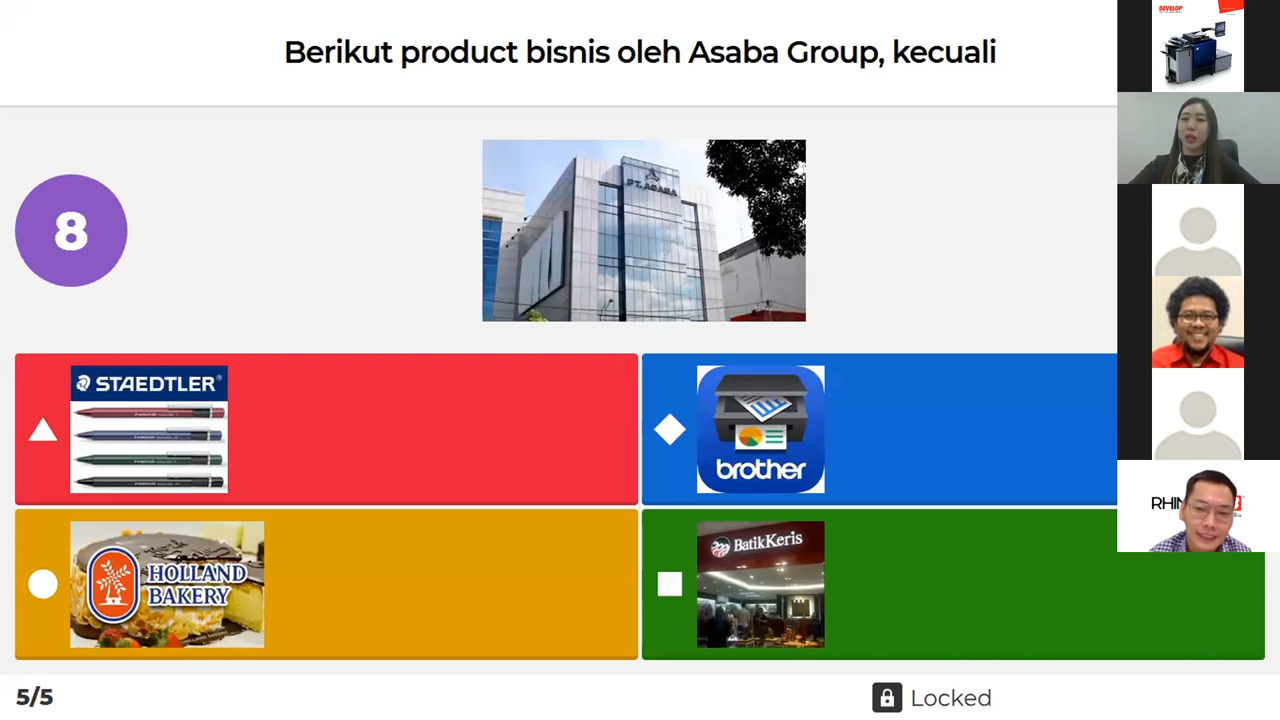 Berikut product bisnis oleh Asaba Group, kecuali
DEVELOP
PT. ASABA
8
STAEDTLER®
brother
HOLLAND
BAKERY
BatikKeris
5/5
Locked